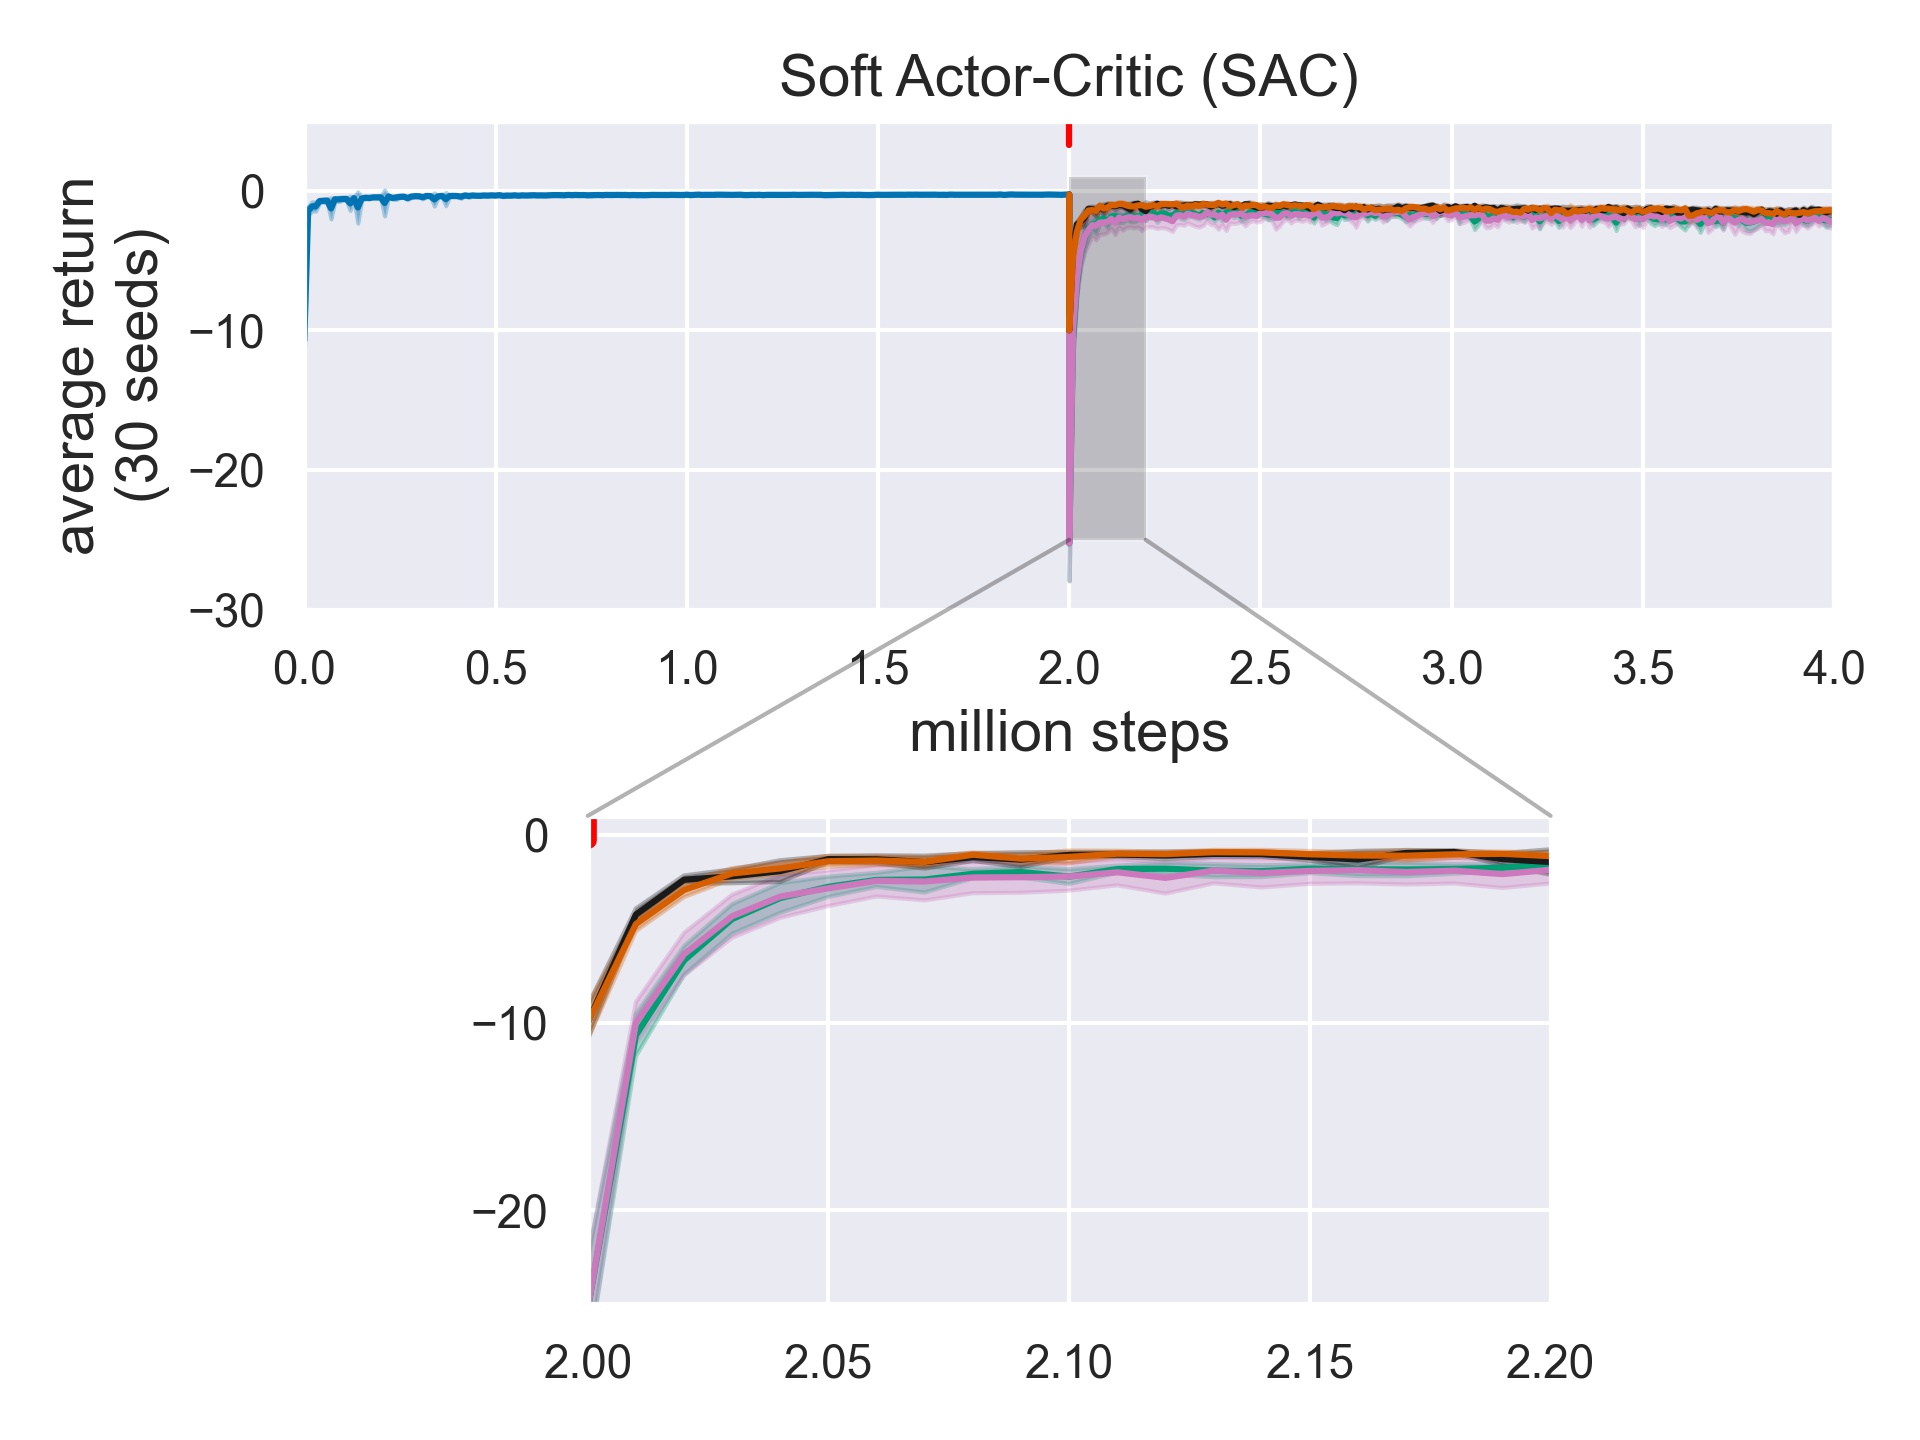 Soft Actor-Critic (SAC)
average return
(30 seeds)
0
−10
−20
−30
0.0 0.5 1.0 1.5 2.0 2.5 3.0 3.5 4.0
million steps
0
−10
−20
2.00 2.05 2.10 2.15 2.20